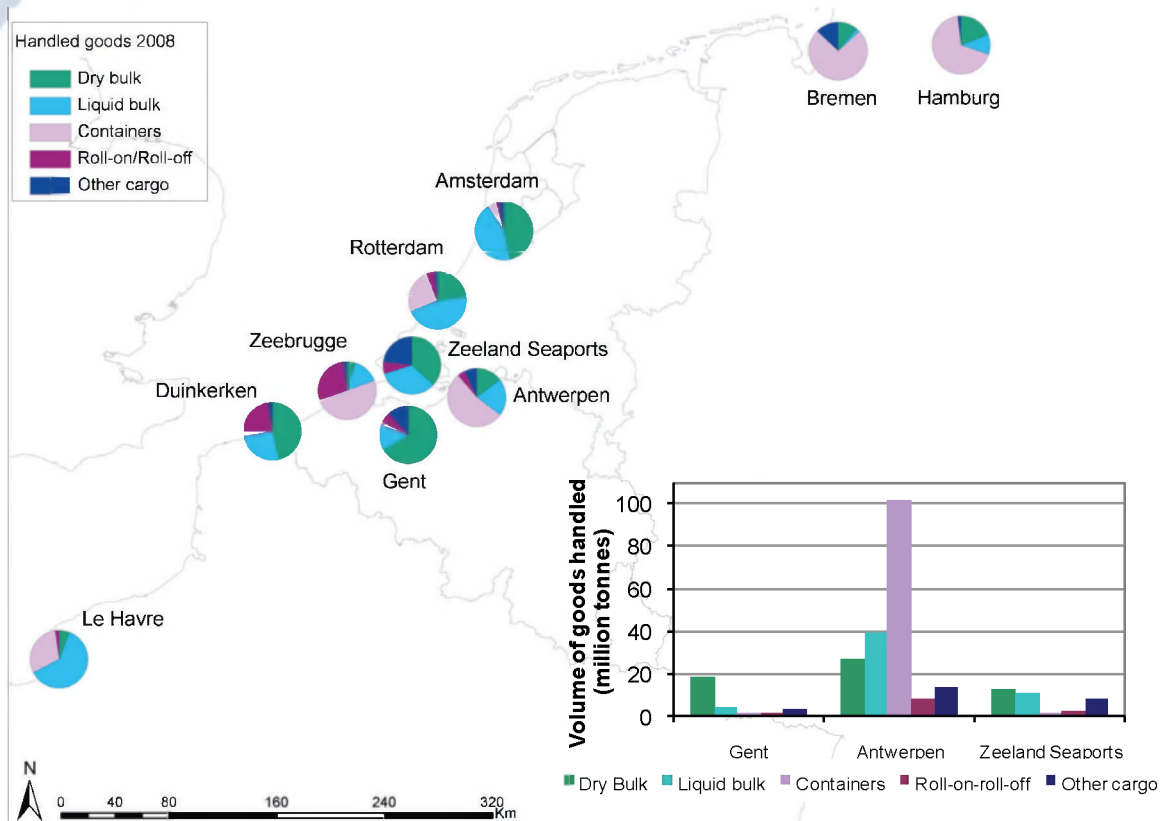 Handled goods 2008
Dry bulk
Liquid bulk
Containers
Roll-on/Roll-off
Other cargo
Bremen
Hamburg
Amsterdam
Rotterdam
Zeebrugge
Zeeland Seaports
Duinkerken
Antwerpen
Gent
Le Havre
N
0 40 80 160 240 320
Km
Volume of goods handled
(million tonnes)
100
80
60
40
20
0
Gent Antwerpen Zeeland Seaports
Dry Bulk Liquid bulk Containers Roll-on-roll-off Other cargo